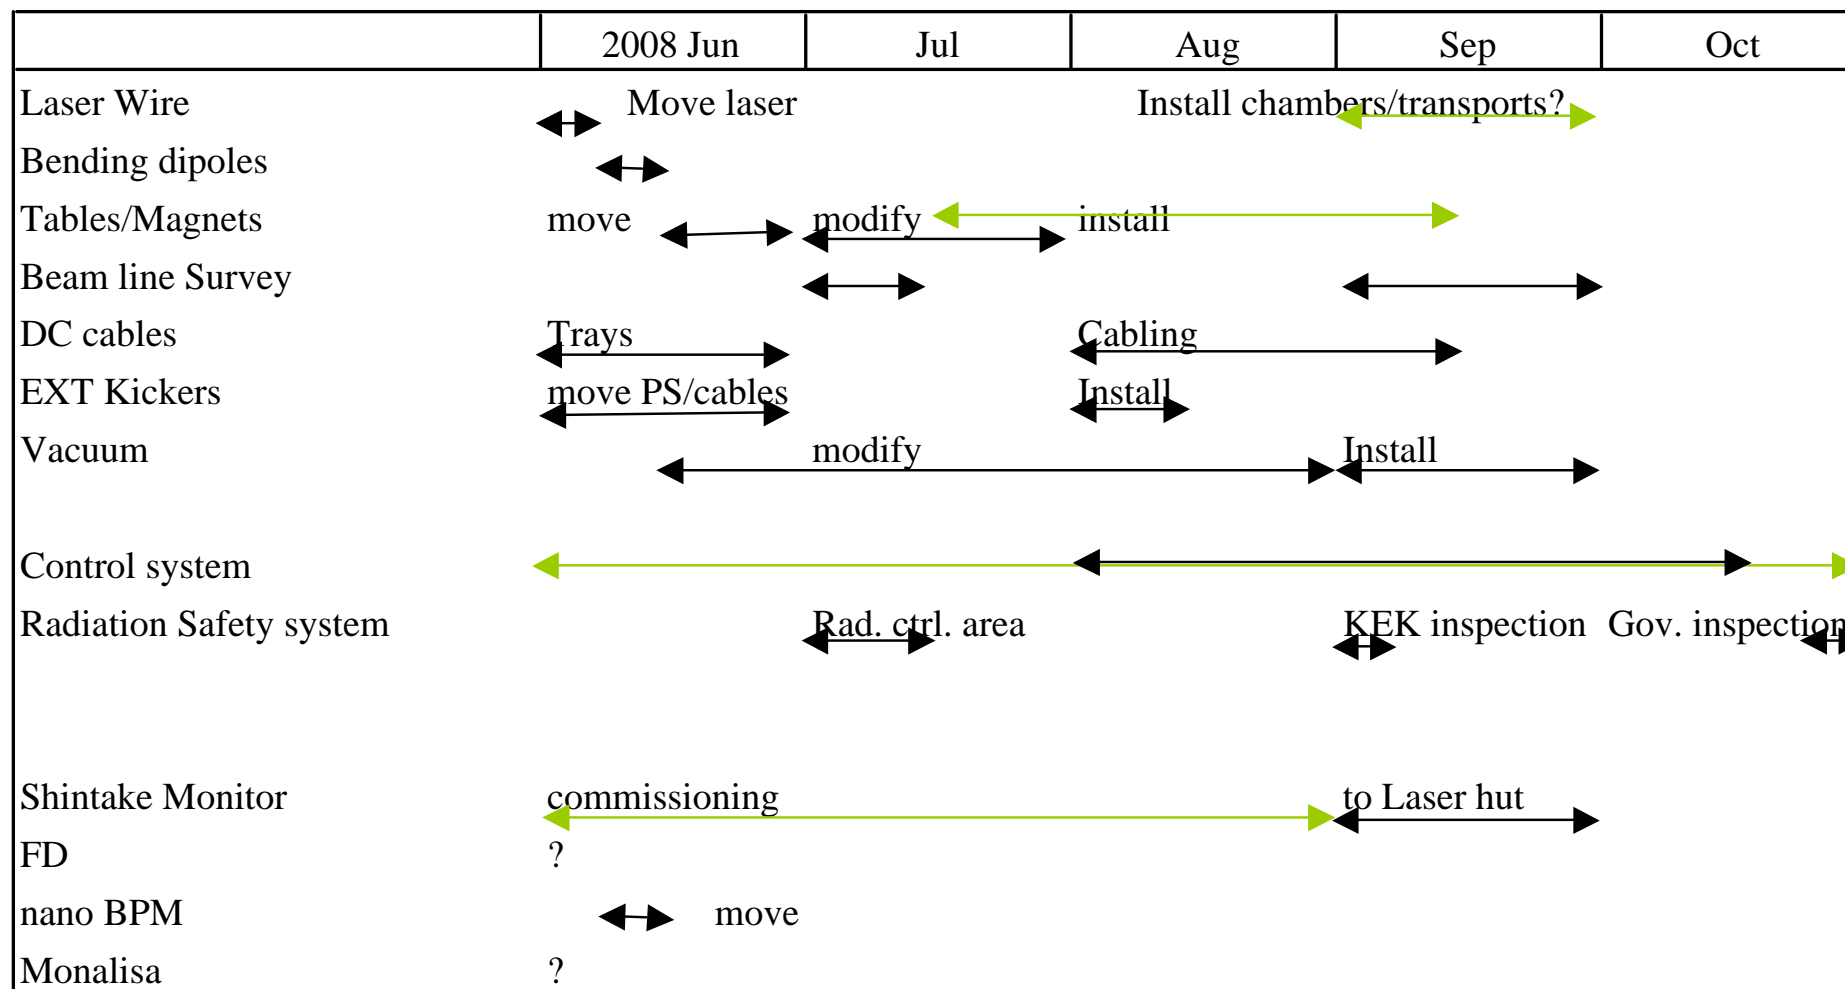 2008 Jun Jul Aug Sep Oct
Laser Wire Move laser Install chambers/transports?
Bending dipoles
Tables/Magnets move modify install
Beam line Survey
DC cables Trays Cabling
EXT Kickers move PS/cables Install
Vacuum modify Install
Control system
Radiation Safety system Rad. ctrl. area KEK inspection Gov. inspection
Shintake Monitor commissioning to Laser hut
FD ?
nano BPM move
Monalisa ?